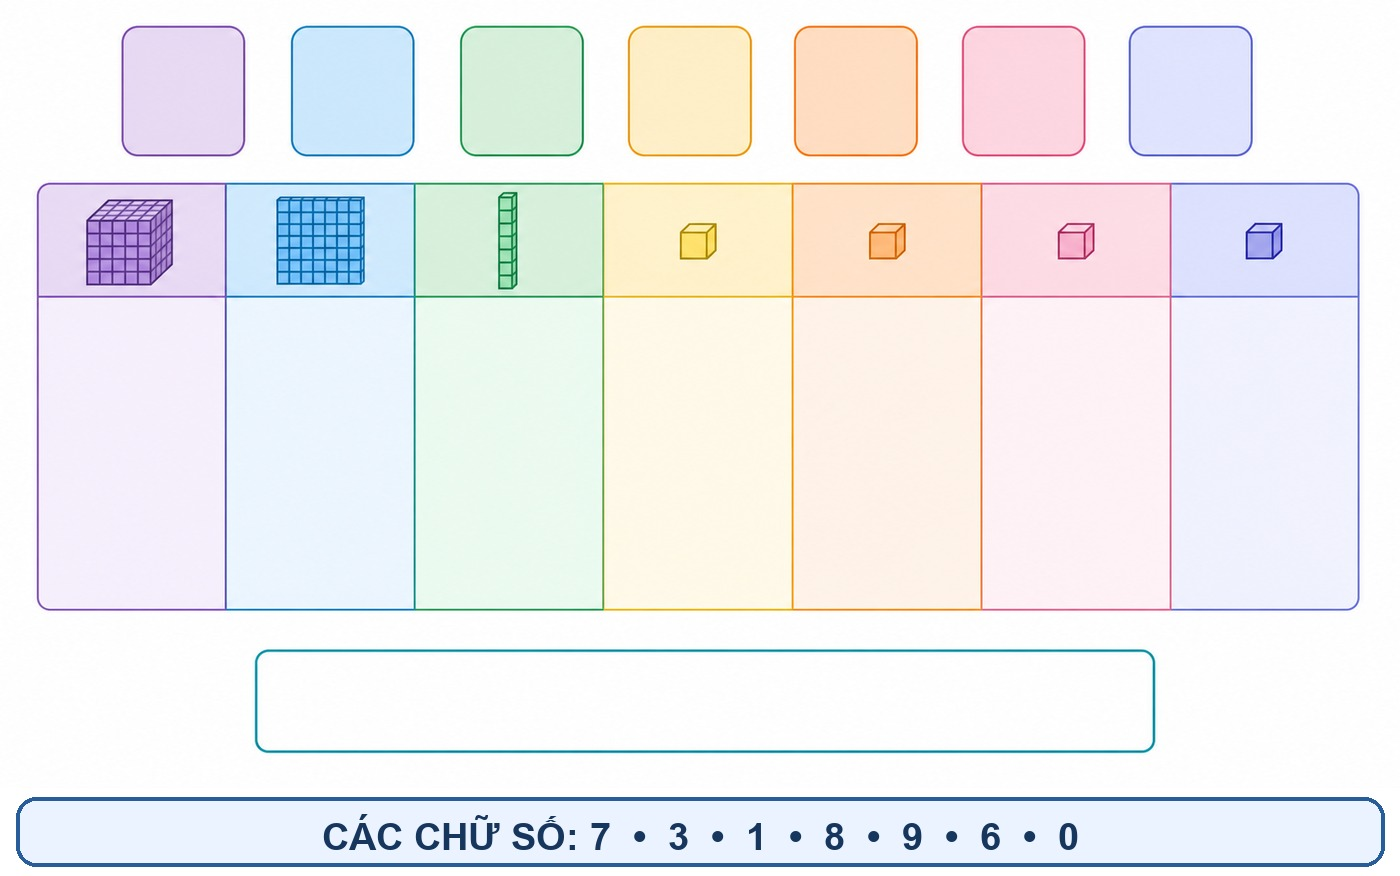 CÁC CHỮ SỐ: 7 • 3 • 1 • 8 • 9 • 6 • 0